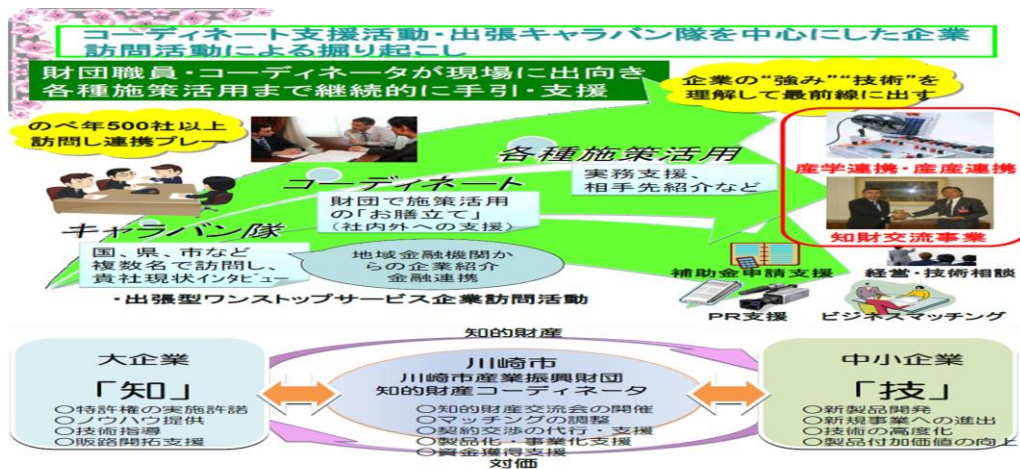 コーディネート支援活動・出張キャラバン隊を中心にした企業
訪問活動による掘り起こし
財団職員・コーディネータが現場に出向き
各種施策活用まで継続的に手引・支援
企業の“強み”“技術”を
理解して最前線に出す
のべ年500社以上
訪問し連携プレー
各種施策活用
実務支援、
相手先紹介など
産学連携・産産連携
知財交流事業
コーディネート
財団で施策活用
の「お膳立て」
(社内外への支援)
キャラバン隊
国、県、市など
複数名で訪問し、
貴社現状インタビュー
地域金融機関か
らの企業紹介
金融連携
・出張型ワンストップサービス企業訪問活動
補助金申請支援
経営・技術相談
PR支援
ビジネスマッチング
知的財産
大企業
「知」
○特許権の実施許諾
○ノウハウ提供
○技術指導
○販路開拓支援
川崎市
川崎市産業振興財団
知的財産コーディネータ
○知的財産交流会の開催
○マッチングの調整
○契約交渉の代行・支援
○製品化・事業化支援
○資金獲得支援
対価
中小企業
「技」
○新製品開発
○新規事業への進出
○技術の高度化
○製品付加価値の向上